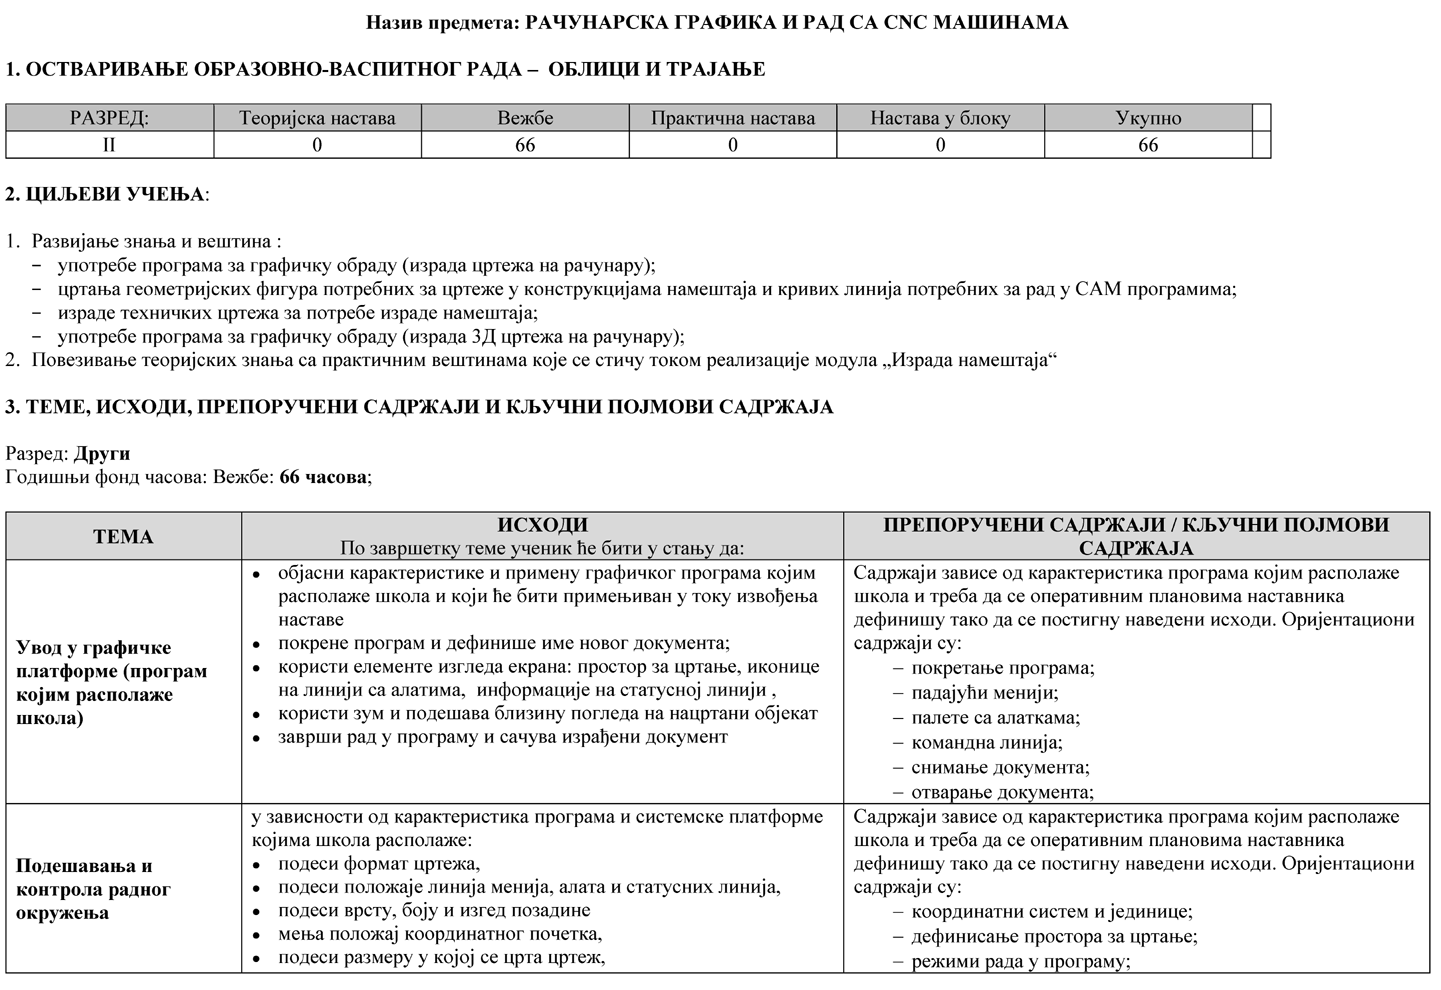 Назив предмета: РАЧУНАРСКА ГРАФИКА И РАД СА CNC МАШИНАМА
1. ОСТВАРИВАЊЕ ОБРАЗОВНО-ВАСПИТНОГ РАДА – ОБЛИЦИ И ТРАЈАЊЕ
РАЗРЕД: Теоријска настава Вежбе Практична настава Настава у блоку Укупно
II 0 66 0 0 66
2. ЦИЉЕВИ УЧЕЊА:
1. Развијање знања и вештина :
− употребе програма за графичку обраду (израда цртежа на рачунару);
− цртања геометријских фигура потребних за цртеже у конструкцијама намештаја и кривих линија потребних за рад у САМ програмима;
− израде техничких цртежа за потребе израде намештаја;
− употребе програма за графичку обраду (израда 3Д цртежа на рачунару);
2. Повезивање теоријских знања са практичним вештинама које се стичу током реализације модула „Израда намештаја“
3. ТЕМЕ, ИСХОДИ, ПРЕПОРУЧЕНИ САДРЖАЈИ И КЉУЧНИ ПОЈМОВИ САДРЖАЈА
Разред: Други
Годишњи фонд часова: Вежбе: 66 часова;
ТЕМА
ИСХОДИ
По завршетку теме ученик ће бити у стању да:
ПРЕПОРУЧЕНИ САДРЖАЈИ / КЉУЧНИ ПОЈМОВИ
САДРЖАЈА
Увод у графичке
платформе (програм
којим располаже
школа)
• објасни карактеристике и примену графичког програма којим
располаже школа и који ће бити примењиван у току извођења
наставе
• покрене програм и дефинише име новог документа;
• користи елементе изгледа екрана: простор за цртање, иконице
на линији са алатима, информације на статусној линији ,
• користи зум и подешава близину погледа на нацртани објекат
• заврши рад у програму и сачува израђени документ
Садржаји зависе од карактеристика програма којим располаже
школа и треба да се оперативним плановима наставника
дефинишу тако да се постигну наведени исходи. Оријентациони
садржаји су:
– покретање програма;
– падајући менији;
– палете са алаткама;
– командна линија;
– снимање документа;
– отварање документа;
Подешавања и
контрола радног
окружења
у зависности од карактеристика програма и системске платформе
којима школа располаже:
• подеси формат цртежа,
• подеси положаје линија менија, алата и статусних линија,
• подеси врсту, боју и изгед позадине
• мења положај координатног почетка,
• подеси размеру у којој се црта цртеж,
Садржаји зависе од карактеристика програма којим располаже
школа и треба да се оперативним плановима наставника
дефинишу тако да се постигну наведени исходи. Оријентациони
садржаји су:
– координатни систем и јединице;
– дефинисање простора за цртање;
– режими рада у програму;